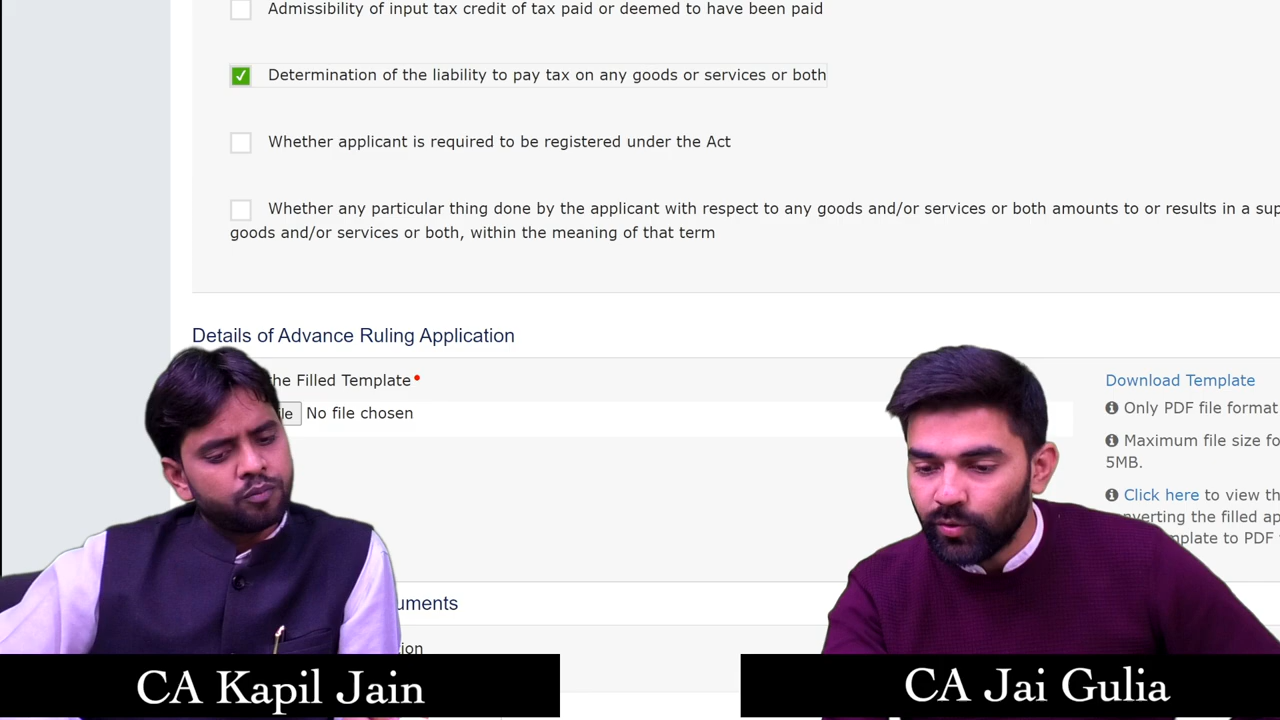 Admissibility of input tax credit of tax paid or deemed to have been paid
Determination of the liability to pay tax on any goods or services or both
Whether applicant is required to be registered under the Act
Whether any particular thing done by the applicant with respect to any goods and/or services or both amounts to or results in a sup
goods and/or services or both, within the meaning of that term
Details of Advance Ruling Application
the Filled Template•
No file chosen
Download Template
Only PDF file format
Maximum file size fo
5MB.
Click here to view th
nverting the filled ap
mplate to PDF
uments
tion
CA Kapil Jain
CA Jai Gulia